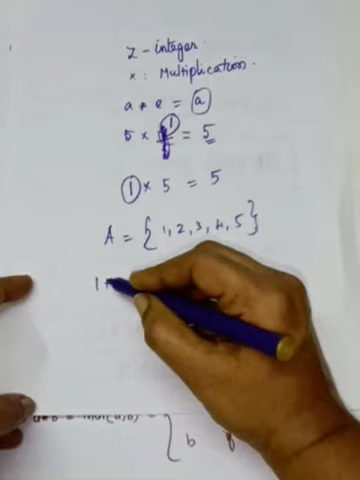 Z - integer.
× : Multiplication.
a * e = a
5 × 1 = 5
1 × 5 = 5
A = { 1, 2, 3, 4, 5 }
1